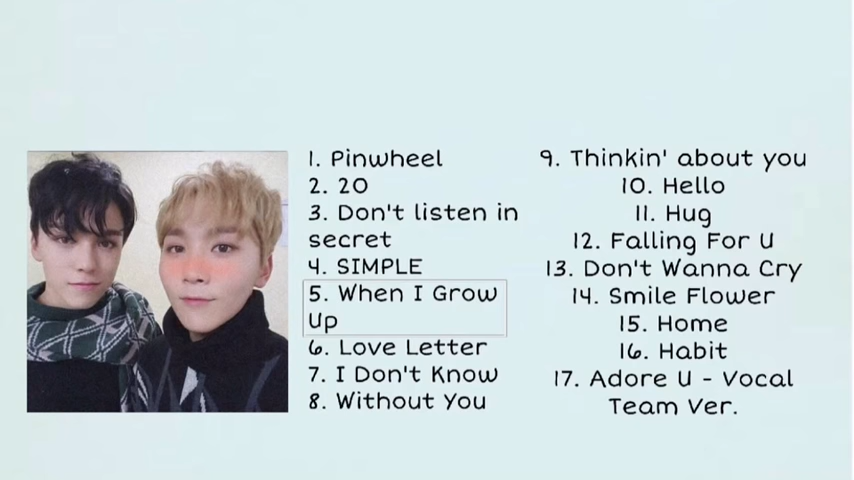 1. Pinwheel
2. 20
3. Don't listen in
secret
4. SIMPLE
5. When I Grow
Up
6. Love Letter
7. I Don't Know
8. Without You
9. Thinkin' about you
10. Hello
11. Hug
12. Falling For U
13. Don't Wanna Cry
14. Smile Flower
15. Home
16. Habit
17. Adore U - Vocal
Team Ver.